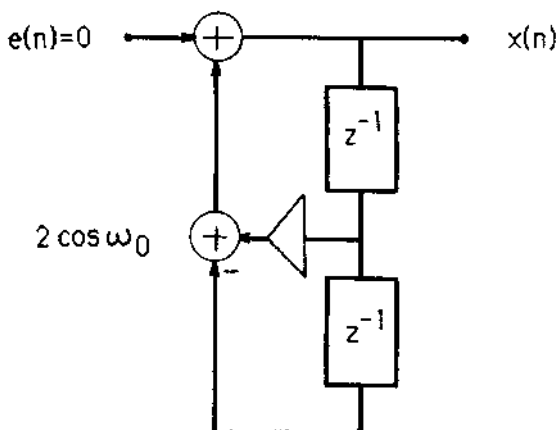 e(n)=0
+
x(n)
z⁻¹
2 cos ω₀
+
-
z⁻¹